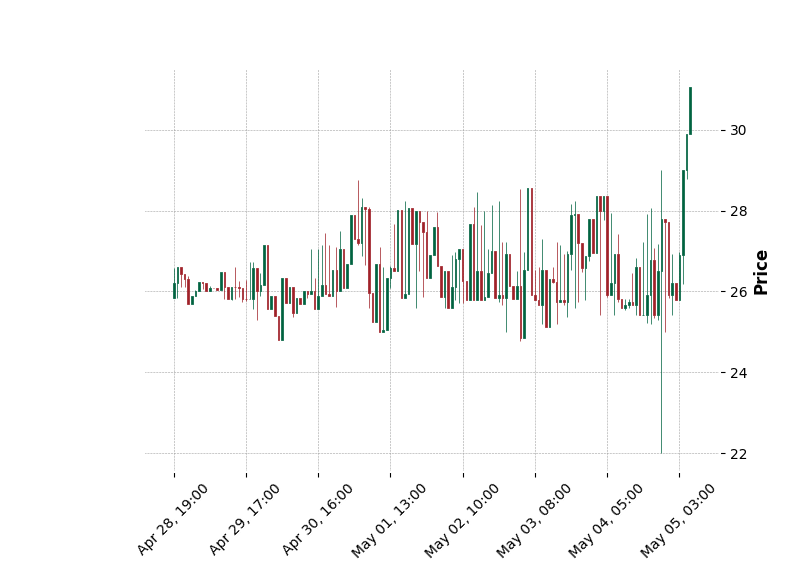 30
28
26
24
22
Price
Apr 28, 19:00
Apr 29, 17:00
Apr 30, 16:00
May 01, 13:00
May 02, 10:00
May 03, 08:00
May 04, 05:00
May 05, 03:00